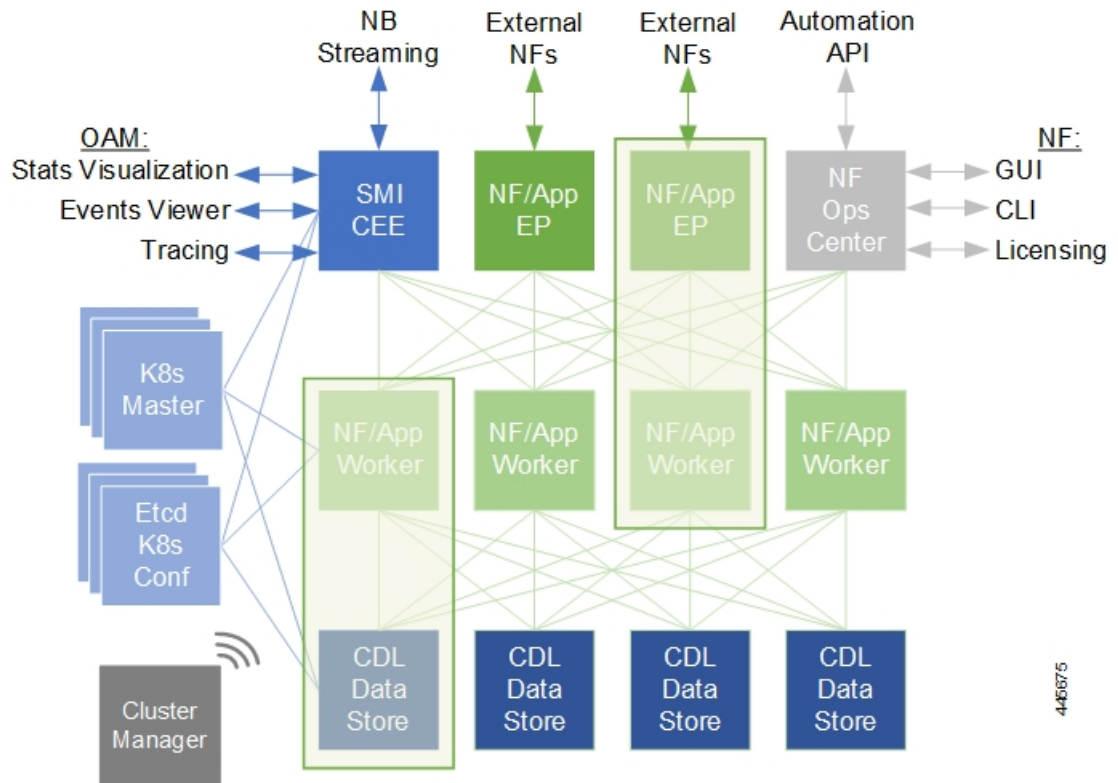 NB
Streaming
External
NFs
External
NFs
Automation
API
OAM:
Stats Visualization
Events Viewer
Tracing
SMI
CEE
NF/App
EP
NF/App
EP
NF
Ops
Center
NF:
GUI
CLI
Licensing
K8s
Master
NF/App
Worker
NF/App
Worker
NF/App
Worker
NF/App
Worker
Etcd
K8s
Conf
Cluster
Manager
CDL
Data
Store
CDL
Data
Store
CDL
Data
Store
CDL
Data
Store
445675